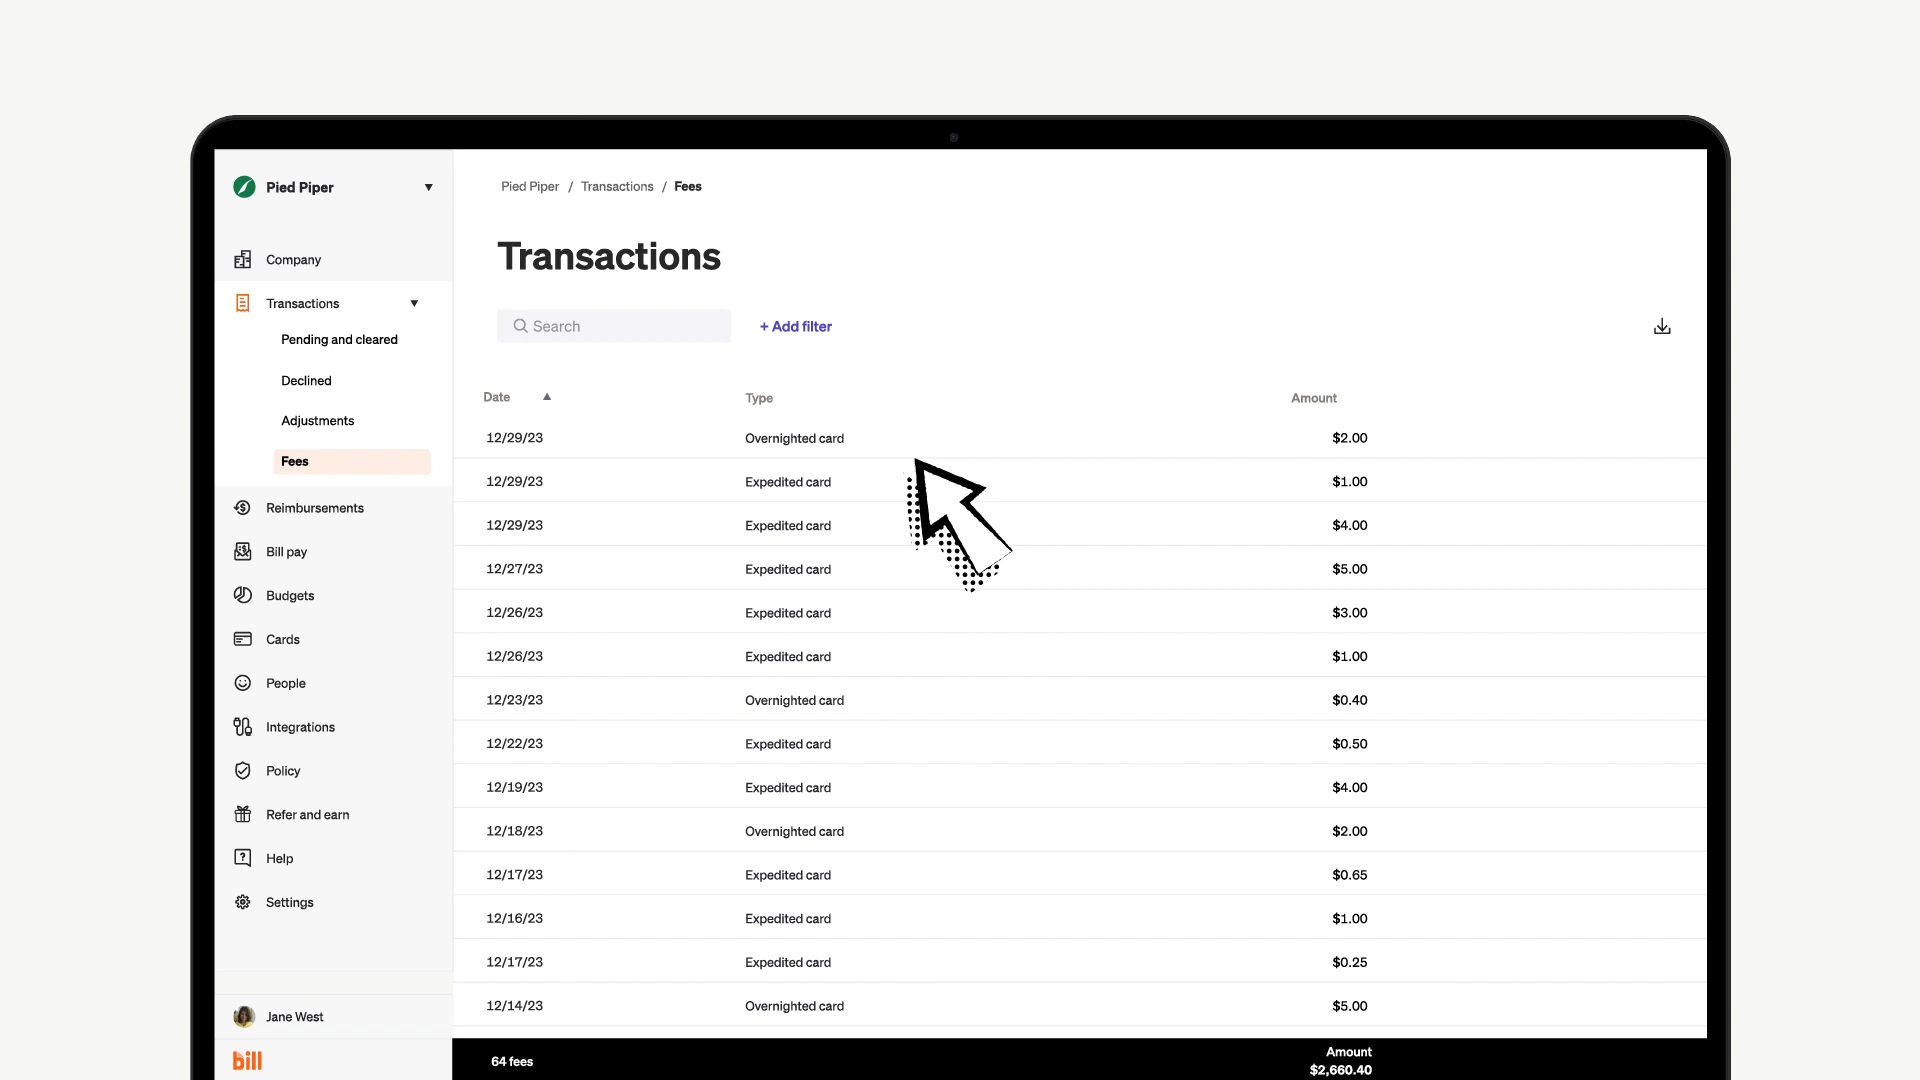 Pied Piper ▼
Company
Transactions ▼
Pending and cleared
Declined
Adjustments
Fees
Reimbursements
Bill pay
Budgets
Cards
People
Integrations
Policy
Refer and earn
Help
Settings
Jane West
bill
Pied Piper / Transactions / Fees
Transactions
Search + Add filter
Date ▲ Type Amount
12/29/23 Overnighted card $2.00
12/29/23 Expedited card $1.00
12/29/23 Expedited card $4.00
12/27/23 Expedited card $5.00
12/26/23 Expedited card $3.00
12/26/23 Expedited card $1.00
12/23/23 Overnighted card $0.40
12/22/23 Expedited card $0.50
12/19/23 Expedited card $4.00
12/18/23 Overnighted card $2.00
12/17/23 Expedited card $0.65
12/16/23 Expedited card $1.00
12/17/23 Expedited card $0.25
12/14/23 Overnighted card $5.00
64 fees
Amount
$2,660.40